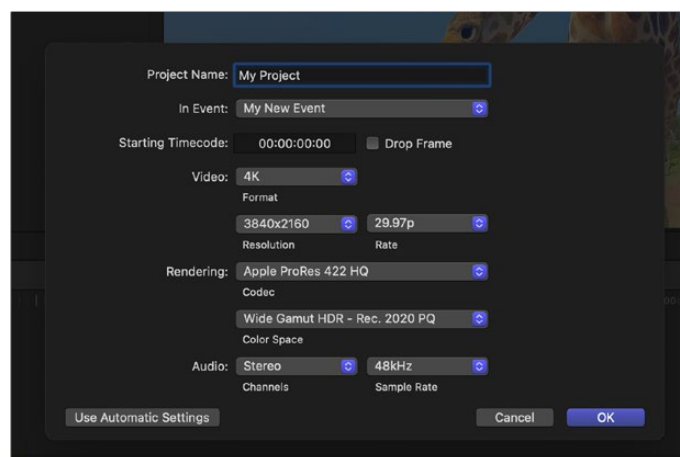 Project Name: My Project
In Event: My New Event
Starting Timecode: 00:00:00:00 Drop Frame
Video: 4K
Format
3840x2160 29.97p
Resolution Rate
Rendering: Apple ProRes 422 HQ
Codec
Wide Gamut HDR - Rec. 2020 PQ
Color Space
Audio: Stereo 48kHz
Channels Sample Rate
Use Automatic Settings Cancel OK